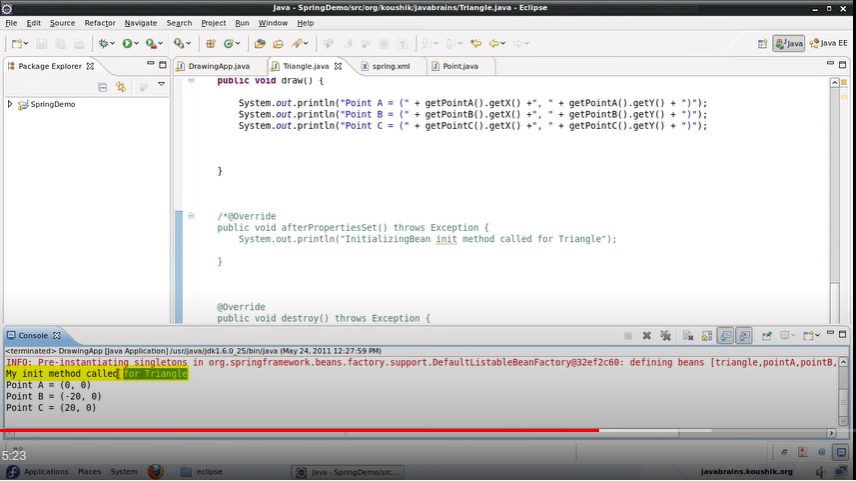 Java - SpringDemo/src/org/koushik/javabrains/Triangle.java - Eclipse
File Edit Source Refactor Navigate Search Project Run Window Help
Java Java EE
Package Explorer
DrawingApp.java Triangle.java spring.xml Point.java
SpringDemo
public void draw() {
System.out.println("Point A = (" + getPointA().getX() +", " + getPointA().getY() + ")");
System.out.println("Point B = (" + getPointB().getX() +", " + getPointB().getY() + ")");
System.out.println("Point C = (" + getPointC().getX() +", " + getPointC().getY() + ")");
}
/*@Override
public void afterPropertiesSet() throws Exception {
System.out.println("InitializingBean init method called for Triangle");
}
@Override
public void destroy() throws Exception {
Console
<terminated> DrawingApp [Java Application] /usr/java/jdk1.6.0_25/bin/java (May 24, 2011 12:27:59 PM)
INFO: Pre-instantiating singletons in org.springframework.beans.factory.support.DefaultListableBeanFactory@32ef2c60: defining beans [triangle,pointA,pointB,
My init method called for Triangle
Point A = (0, 0)
Point B = (-20, 0)
Point C = (20, 0)
5:23
Applications Places System eclipse Java - SpringDemo/src... javabrains.koushik.org